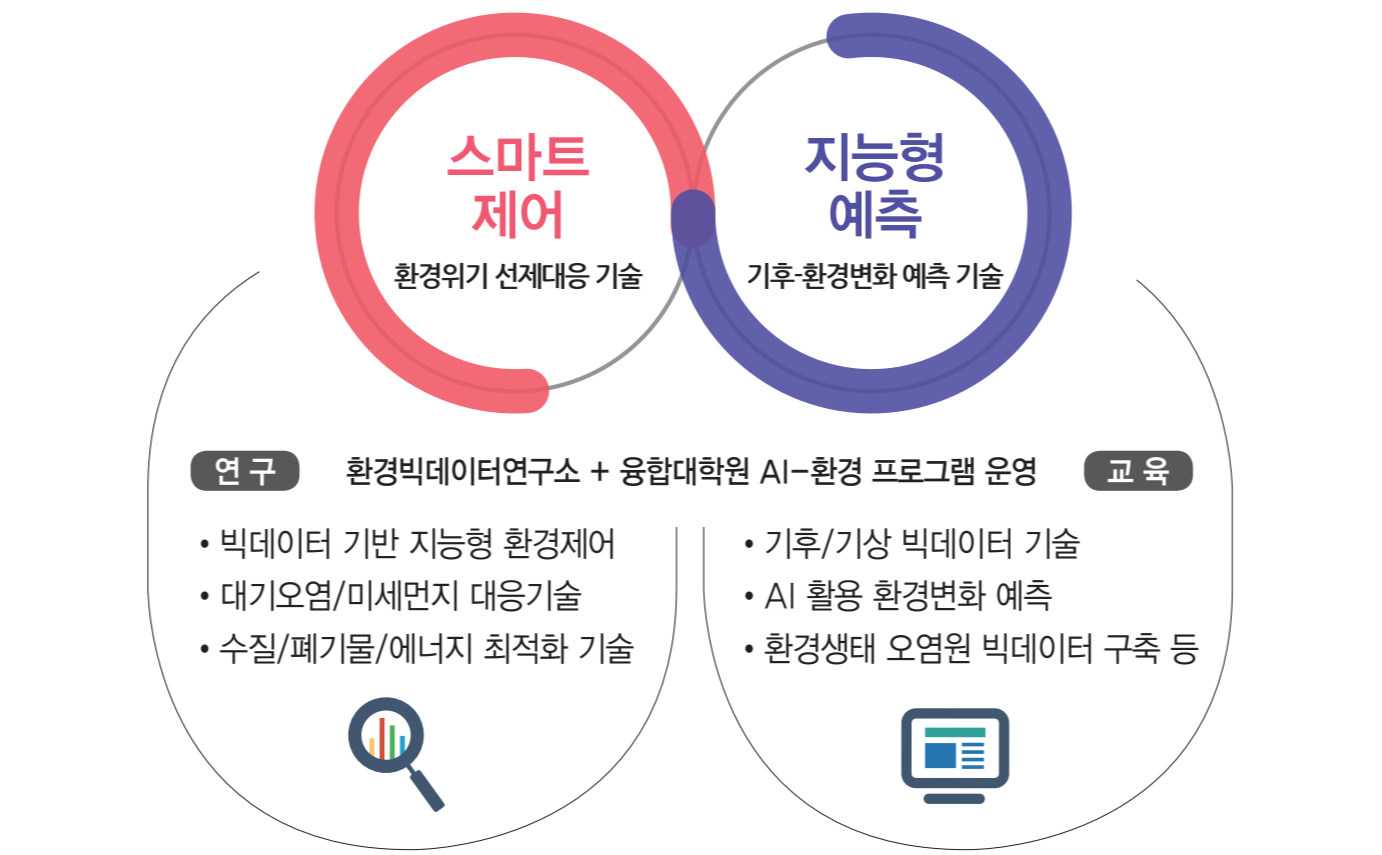 스마트
제어
환경위기 선제대응 기술
지능형
예측
기후-환경변화 예측 기술
연구 환경빅데이터연구소 + 융합대학원 AI-환경 프로그램 운영 교육
• 빅데이터 기반 지능형 환경제어
• 대기오염/미세먼지 대응기술
• 수질/폐기물/에너지 최적화 기술
• 기후/기상 빅데이터 기술
• AI 활용 환경변화 예측
• 환경생태 오염원 빅데이터 구축 등